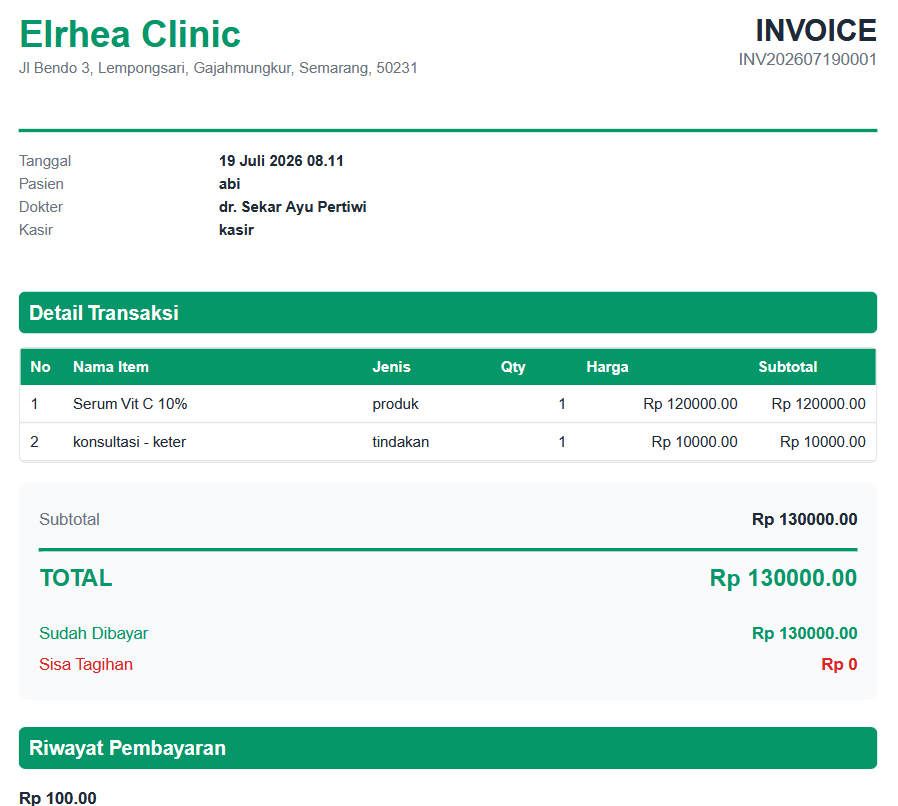 Elrhea Clinic
INVOICE
Jl Bendo 3, Lempongsari, Gajahmungkur, Semarang, 50231
INV202607190001
Tanggal 19 Juli 2026 08.11
Pasien abi
Dokter dr. Sekar Ayu Pertiwi
Kasir kasir
Detail Transaksi
No Nama Item Jenis Qty Harga Subtotal
1 Serum Vit C 10% produk 1 Rp 120000.00 Rp 120000.00
2 konsultasi - keter tindakan 1 Rp 10000.00 Rp 10000.00
Subtotal Rp 130000.00
TOTAL Rp 130000.00
Sudah Dibayar Rp 130000.00
Sisa Tagihan Rp 0
Riwayat Pembayaran
Rp 100.00